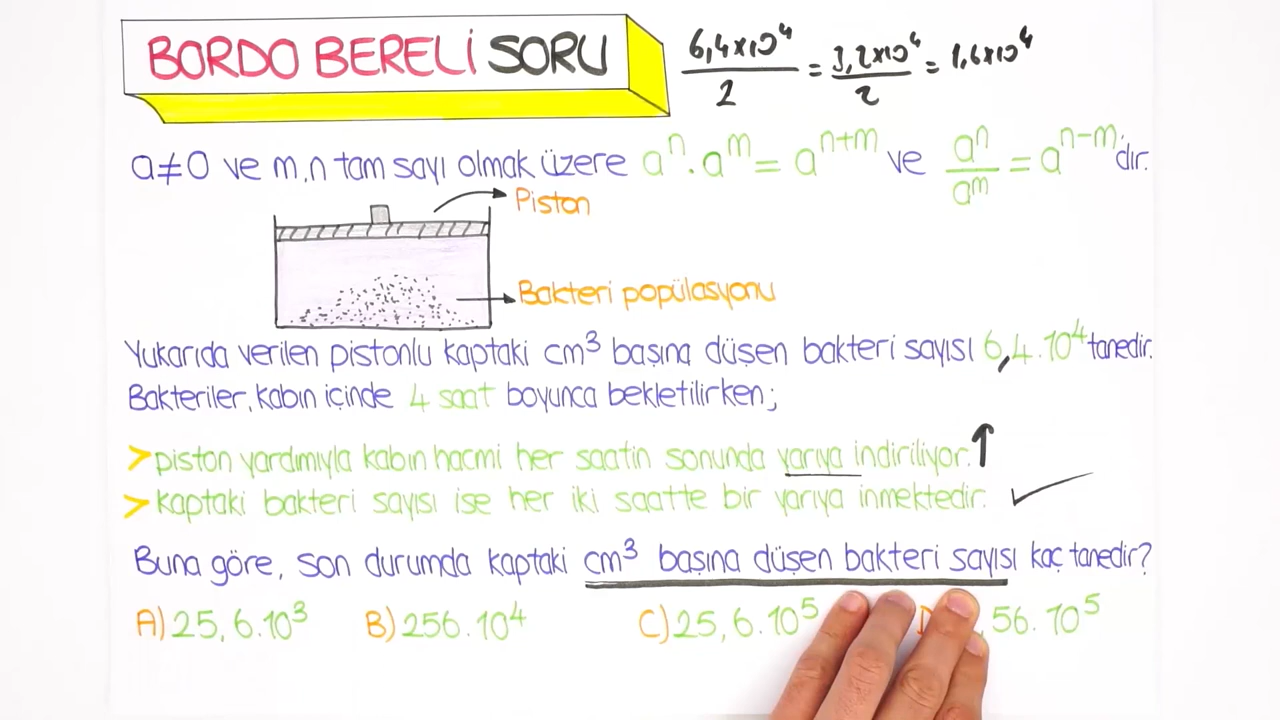 BORDO BERELİ SORU
6,4×10⁴ / 2 = 3,2×10⁴ / 2 = 1,6×10⁴
a≠0 ve m,n tam sayı olmak üzere aⁿ . aᵐ = aⁿ⁺ᵐ ve aⁿ / aᵐ = aⁿ⁻ᵐ'dir.
Piston
Bakteri popülasyonu
Yukarıda verilen pistonlu kaptaki cm³ başına düşen bakteri sayısı 6,4.10⁴ tanedir.
Bakteriler, kabın içinde 4 saat boyunca bekletilirken;
> piston yardımıyla kabın hacmi her saatin sonunda yarıya indiriliyor. ↑
> kaptaki bakteri sayısı ise her iki saatte bir yarıya inmektedir. ✓
Buna göre, son durumda kaptaki cm³ başına düşen bakteri sayısı kaç tanedir?
A) 25,6.10³ B) 256.10⁴ C) 25,6.10⁵ ,56.10⁵